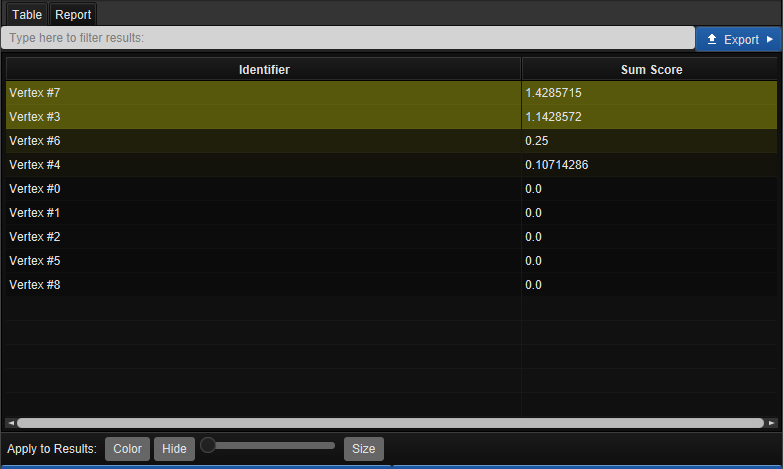 Table Report
Type here to filter results:
Export
Identifier Sum Score
Vertex #7 1.4285715
Vertex #3 1.1428572
Vertex #6 0.25
Vertex #4 0.10714286
Vertex #0 0.0
Vertex #1 0.0
Vertex #2 0.0
Vertex #5 0.0
Vertex #8 0.0
Apply to Results: Color Hide Size